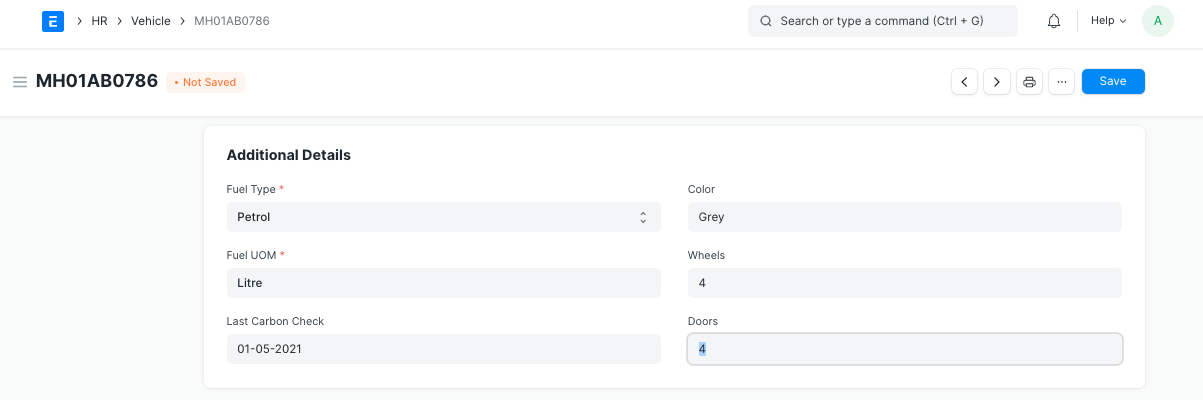 E HR Vehicle MH01AB0786 Search or type a command (Ctrl + G) Help A
MH01AB0786 • Not Saved ... Save
Additional Details
Fuel Type * Color
Petrol Grey
Fuel UOM * Wheels
Litre 4
Last Carbon Check Doors
01-05-2021 4